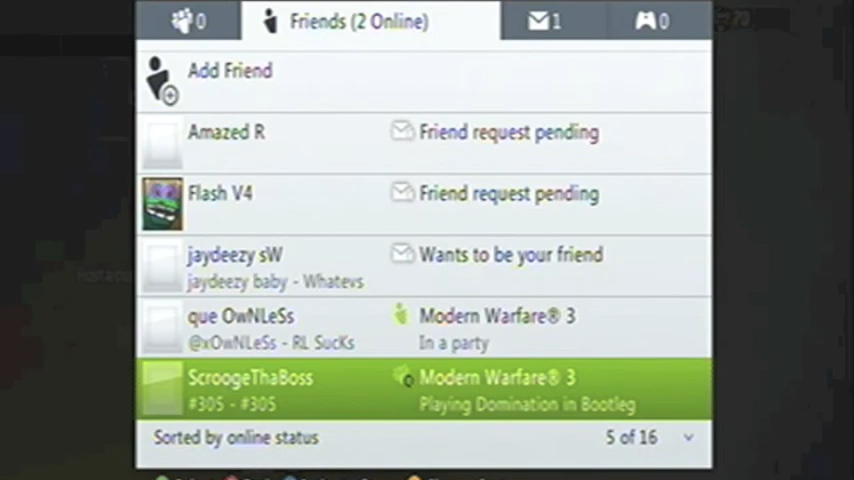 0
Friends (2 Online)
1
0
Add Friend
Amazed R
Friend request pending
Flash V4
Friend request pending
jaydeezy sW
Wants to be your friend
jaydeezy baby - Whatevs
que OwNLeSs
Modern Warfare® 3
@xOwNLeSs - RL SucKs
In a party
ScroogeThaBoss
Modern Warfare® 3
#305 - #305
Playing Domination in Bootleg
Sorted by online status
5 of 16